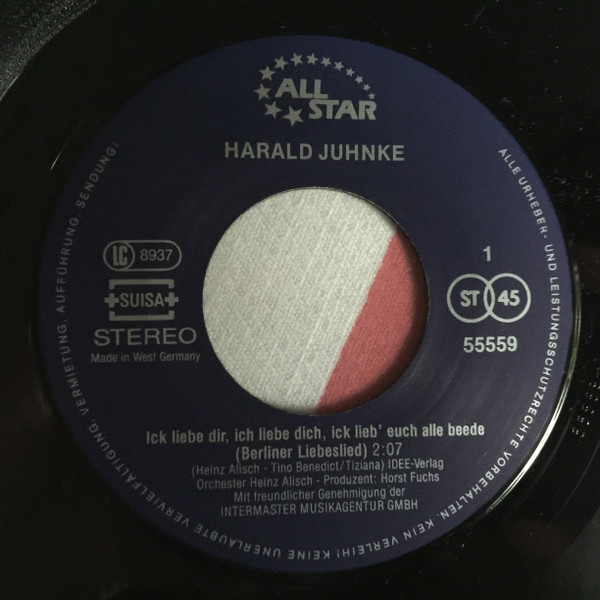 ALL
STAR
HARALD JUHNKE
LC 8937
SUISA
STEREO
Made in West Germany
1
ST 45
55559
Ick liebe dir, ich liebe dich, ick lieb' euch alle beede
(Berliner Liebeslied) 2:07
(Heinz Alisch - Tino Benedict/Tiziana) IDEE-Verlag
Orchester Heinz Alisch - Produzent: Horst Fuchs
Mit freundlicher Genehmigung der
INTERMASTER MUSIKAGENTUR GMBH
ALLE URHEBER- UND LEISTUNGSSCHUTZRECHTE VORBEHALTEN. KEIN VERLEIH! KEINE UNERLAUBTE VERVIELFÄLTIGUNG, VERMIETUNG, AUFFÜHRUNG, SENDUNG!